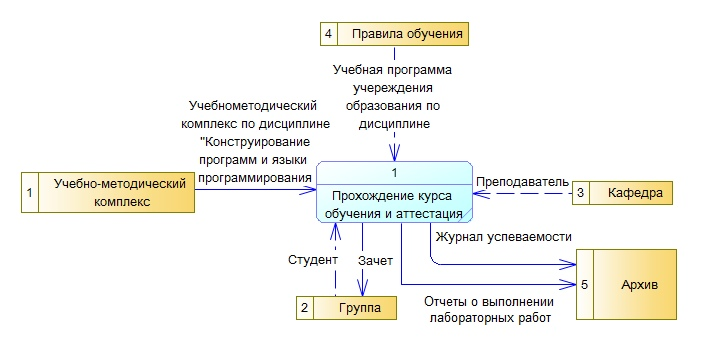 4 Правила обучения
Учебная программа
учереждения
образования по
дисциплине
Учебнометодический
комплекс по дисциплине
"Конструирование
программ и языки
программирования
1 Учебно-методический
комплекс
1
Прохождение курса
обучения и аттестация
Преподаватель
3 Кафедра
Журнал успеваемости
Студент
Зачет
5 Архив
Отчеты о выполнении
лабораторных работ
2 Группа